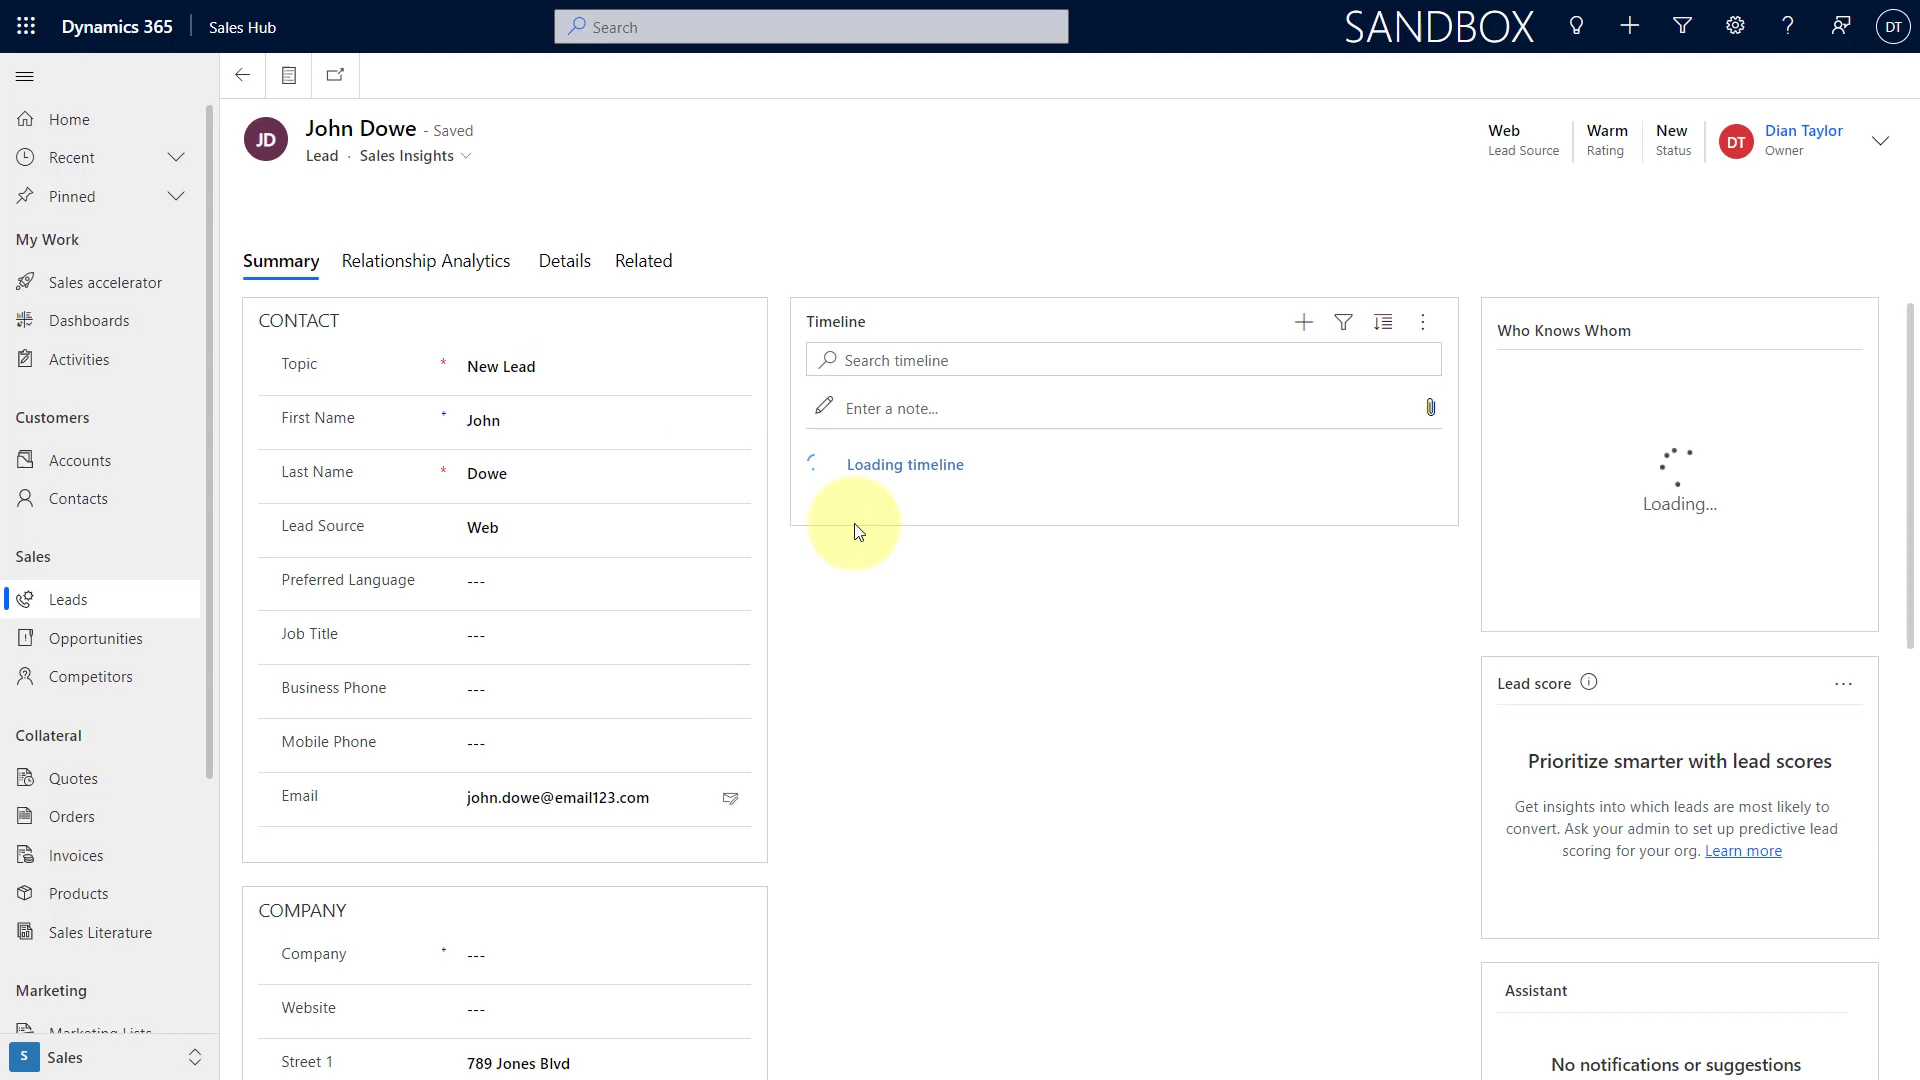 Dynamics 365
Sales Hub
Search
SANDBOX
DT
Home
Recent
Pinned
My Work
Sales accelerator
Dashboards
Activities
Customers
Accounts
Contacts
Sales
Leads
Opportunities
Competitors
Collateral
Quotes
Orders
Invoices
Products
Sales Literature
Marketing
Marketing Lists
S Sales
JD
John Dowe - Saved
Lead · Sales Insights
Web
Lead Source
Warm
Rating
New
Status
DT
Dian Taylor
Owner
Summary
Relationship Analytics
Details
Related
CONTACT
Topic * New Lead
First Name + John
Last Name * Dowe
Lead Source Web
Preferred Language ---
Job Title ---
Business Phone ---
Mobile Phone ---
Email john.dowe@email123.com
COMPANY
Company + ---
Website ---
Street 1 789 Jones Blvd
Timeline
Search timeline
Enter a note...
Loading timeline
Who Knows Whom
Loading...
Lead score
Prioritize smarter with lead scores
Get insights into which leads are most likely to
convert. Ask your admin to set up predictive lead
scoring for your org. Learn more
Assistant
No notifications or suggestions